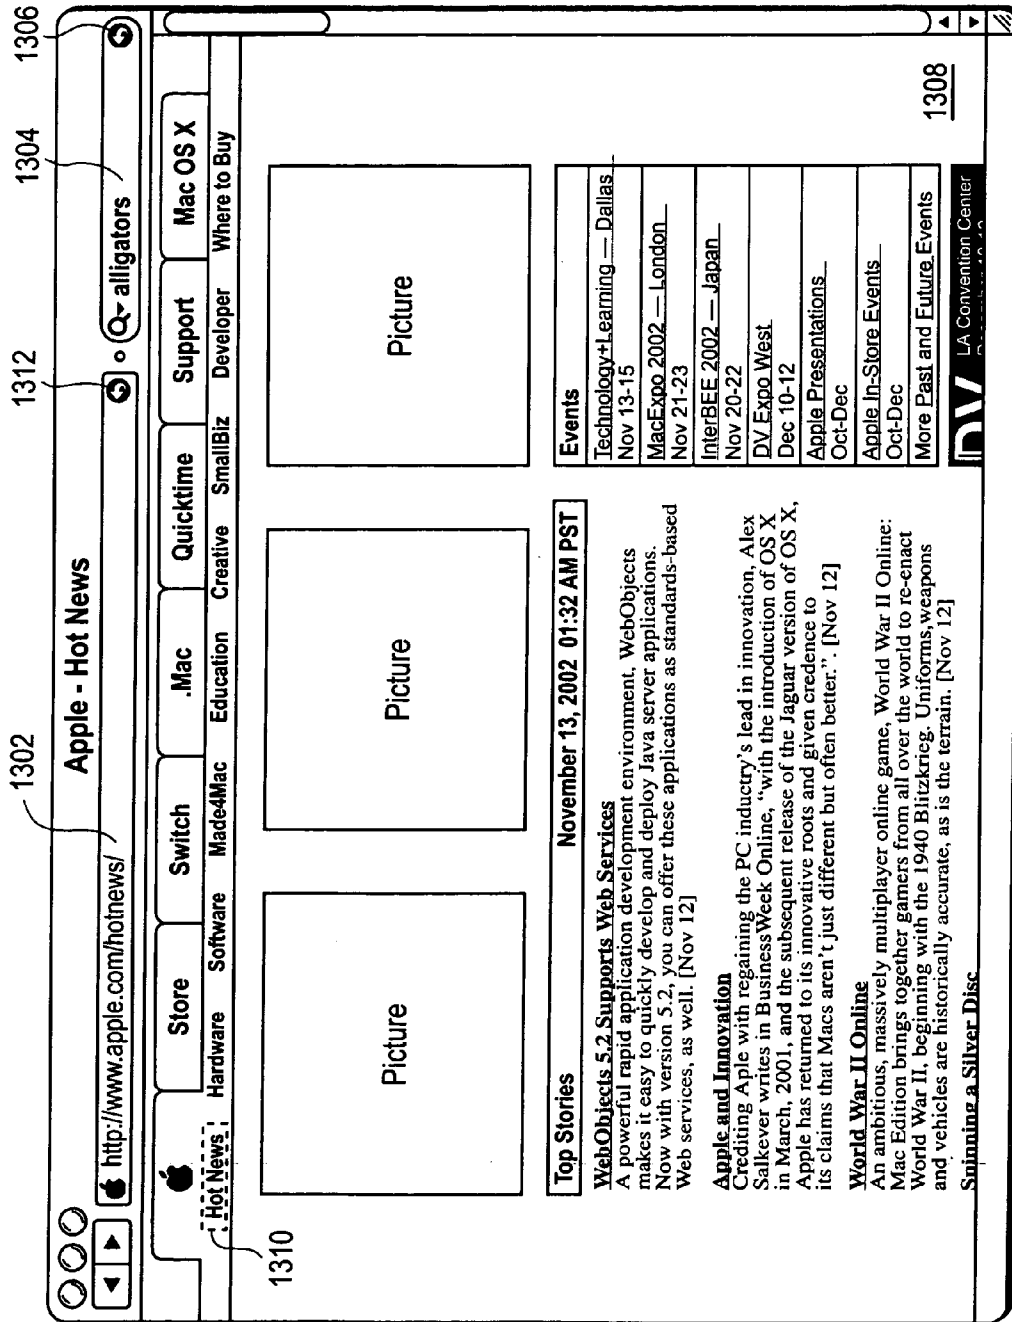 1302
1312
1304
1306
Apple - Hot News
http://www.apple.com/hotnews/
alligators
Store
Switch
.Mac
Quicktime
Support
Mac OS X
Hot News
Hardware
Software
Made4Mac
Education
Creative
SmallBiz
Developer
Where to Buy
1310
Picture
Picture
Picture
Top Stories
November 13, 2002 01:32 AM PST
WebObjects 5.2 Supports Web Services
A powerful rapid application development environment, WebObjects
makes it easy to quickly develop and deploy Java server applications.
Now with version 5.2, you can offer these applications as standards-based
Web services, as well. [Nov 12]
Apple and Innovation
Crediting Aple with regaining the PC inductry's lead in innovation, Alex
Salkever writes in BusinessWeek Online, “with the introduction of OS X
in March, 2001, and the subsequent release of the Jaguar version of OS X,
Apple has returned to its innovative roots and given credence to
its claims that Macs aren't just different but often better.”. [Nov 12]
World War II Online
An ambitious, massively multiplayer online game, World War II Online:
Mac Edition brings together gamers from all over the world to re-enact
World War II, beginning with the 1940 Blitzkrieg. Uniforms,weapons
and vehicles are historically accurate, as is the terrain. [Nov 12]
Spinning a Silver Disc
Events
Technology+Learning — Dallas
Nov 13-15
MacExpo 2002 — London
Nov 21-23
InterBEE 2002 — Japan
Nov 20-22
DV Expo West
Dec 10-12
Apple Presentations
Oct-Dec
Apple In-Store Events
Oct-Dec
More Past and Future Events
DV
LA Convention Center
1308